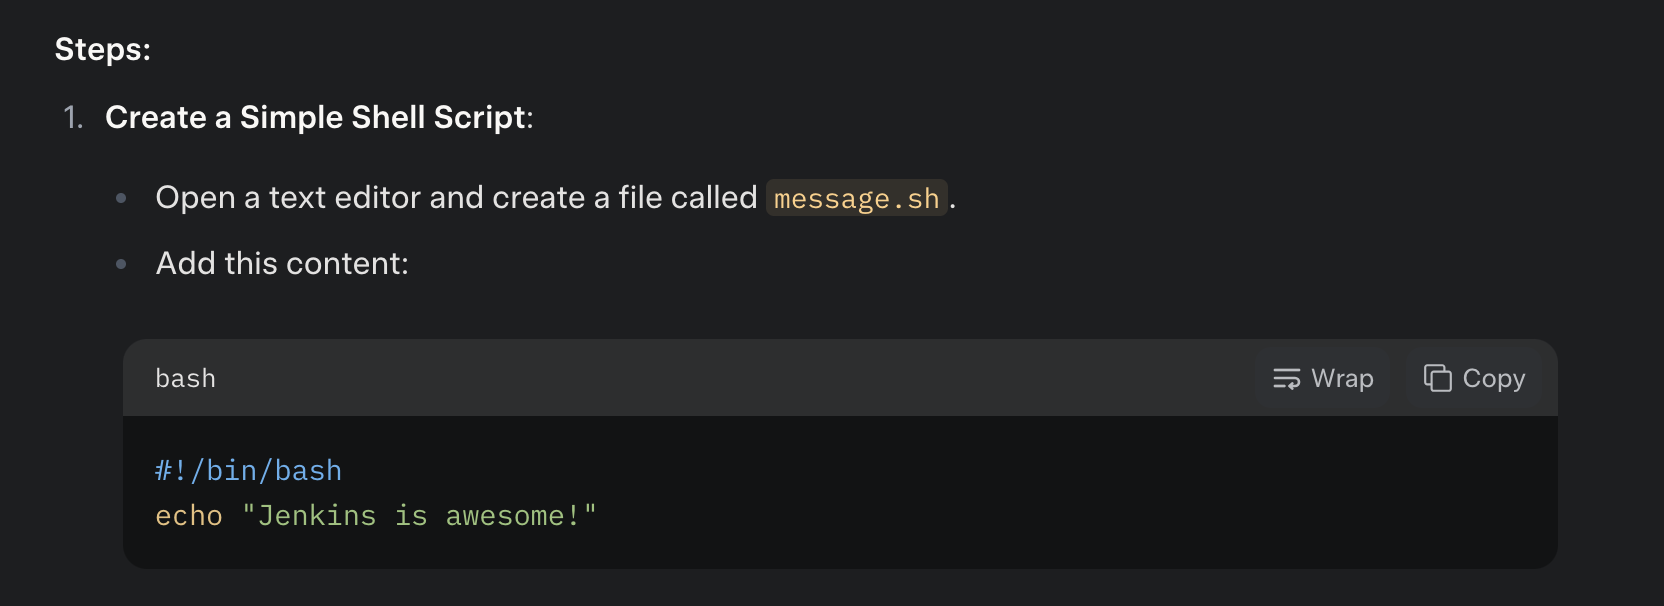 Steps:
1. Create a Simple Shell Script:
• Open a text editor and create a file called message.sh.
• Add this content:
bash Wrap Copy
#!/bin/bash
echo "Jenkins is awesome!"